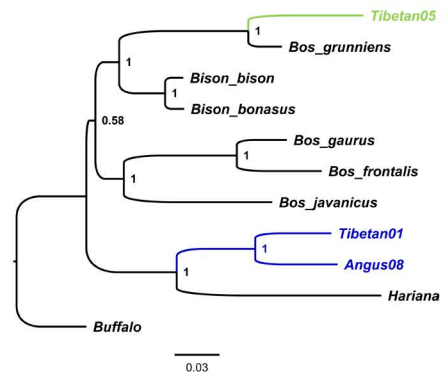 Tibetan05
1
Bos_grunniens
1
Bison_bison
1
Bison_bonasus
0.58
Bos_gaurus
1
Bos_frontalis
1
Bos_javanicus
Tibetan01
1
Angus08
1
Hariana
Buffalo
0.03